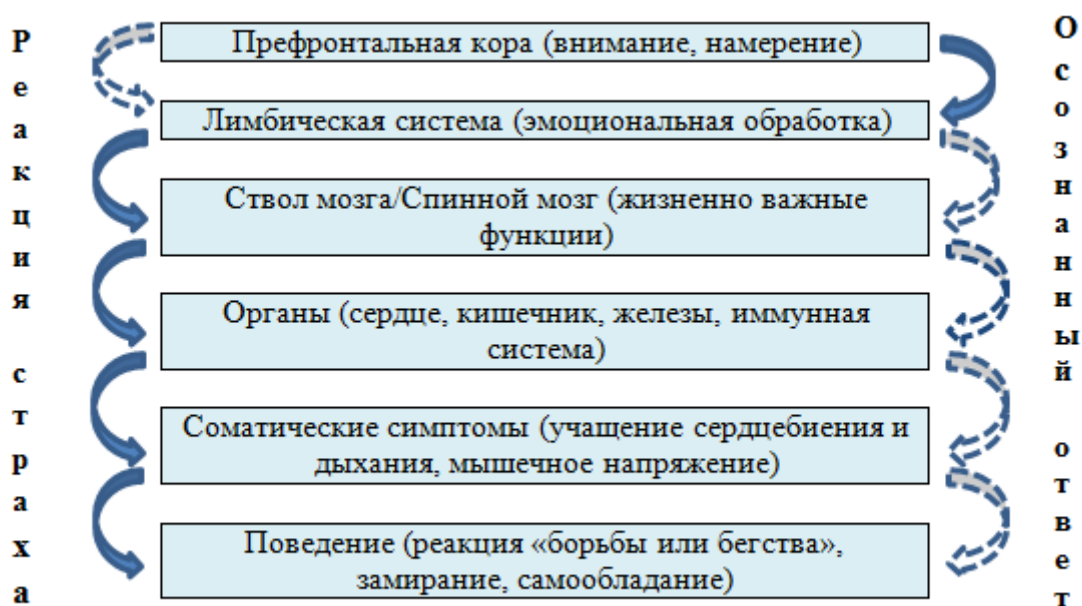 Реакция страха
Префронтальная кора (внимание, намерение)
Лимбическая система (эмоциональная обработка)
Ствол мозга/Спинной мозг (жизненно важные
функции)
Органы (сердце, кишечник, железы, иммунная
система)
Соматические симптомы (учащение сердцебиения и
дыхания, мышечное напряжение)
Поведение (реакция «борьбы или бегства»,
замирание, самообладание)
Осознанный ответ